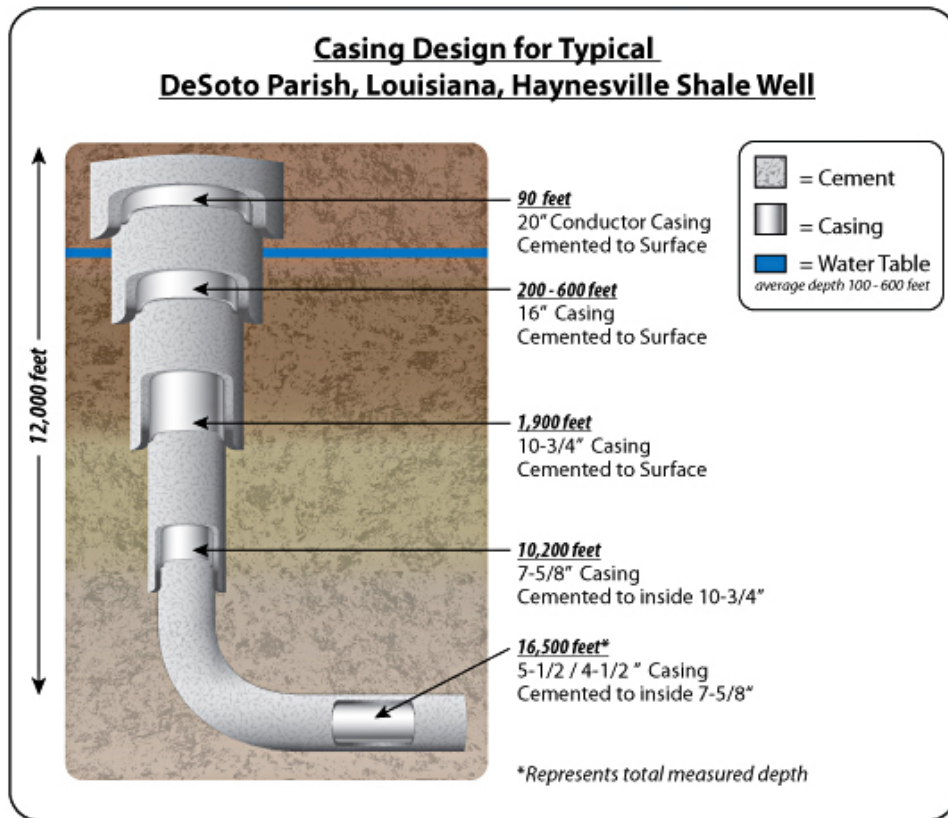 Casing Design for Typical
DeSoto Parish, Louisiana, Haynesville Shale Well
12,000 feet
90 feet
20" Conductor Casing
Cemented to Surface
200 - 600 feet
16" Casing
Cemented to Surface
1,900 feet
10-3/4" Casing
Cemented to Surface
10,200 feet
7-5/8" Casing
Cemented to inside 10-3/4"
16,500 feet*
5-1/2 / 4-1/2 " Casing
Cemented to inside 7-5/8"
*Represents total measured depth
= Cement
= Casing
= Water Table
average depth 100 - 600 feet